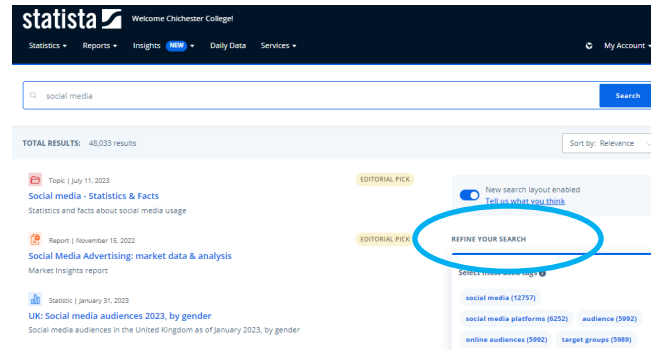 statista Welcome Chichester College!
Statistics Reports Insights NEW Daily Data Services My Account
social media Search
TOTAL RESULTS: 48,033 results Sort by: Relevance
Topic | July 11, 2023 EDITORIAL PICK
Social media - Statistics & Facts
Statistics and facts about social media usage
New search layout enabled
Tell us what you think
Report | November 15, 2022 EDITORIAL PICK
REFINE YOUR SEARCH
Social Media Advertising: market data & analysis
Market Insights report
Select most used tags
Statistic | January 31, 2023
UK: Social media audiences 2023, by gender
Social media audiences in the United Kingdom as of January 2023, by gender
social media (12757)
social media platforms (6252) audience (5992)
online audiences (5992) target groups (5989)